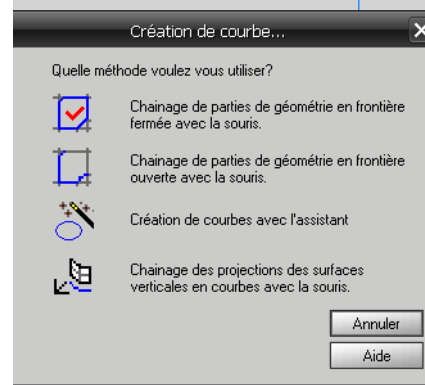 Création de courbe...
Quelle méthode voulez vous utiliser?
Chainage de parties de géométrie en frontière
fermée avec la souris.
Chainage de parties de géométrie en frontière
ouverte avec la souris.
Création de courbes avec l'assistant
Chainage des projections des surfaces
verticales en courbes avec la souris.
Annuler
Aide